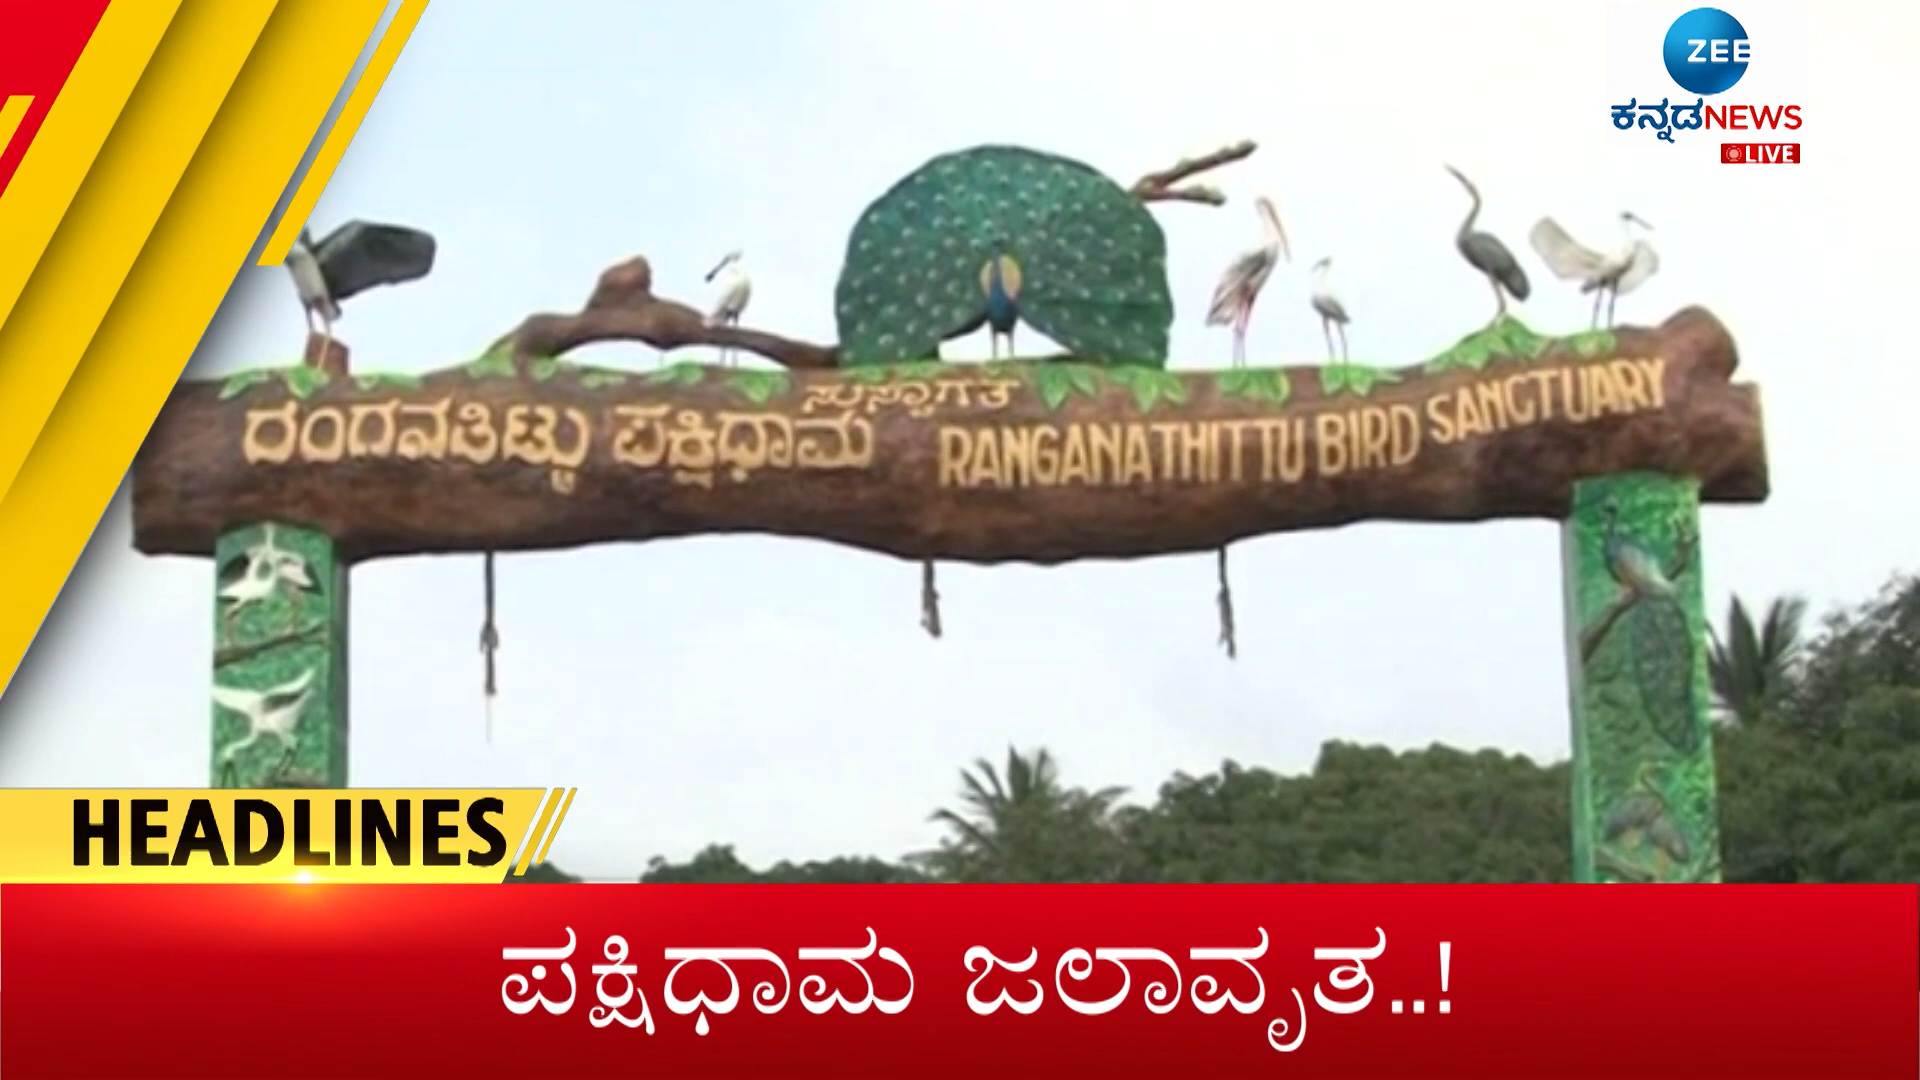 ZEE
ಕನ್ನಡNEWS
LIVE
ಸುಸ್ವಾಗತ
ರಂಗನತಿಟ್ಟು ಪಕ್ಷಿಧಾಮ RANGANATHITTU BIRD SANCTUARY
HEADLINES
ಪಕ್ಷಿಧಾಮ ಜಲಾವೃತ..!